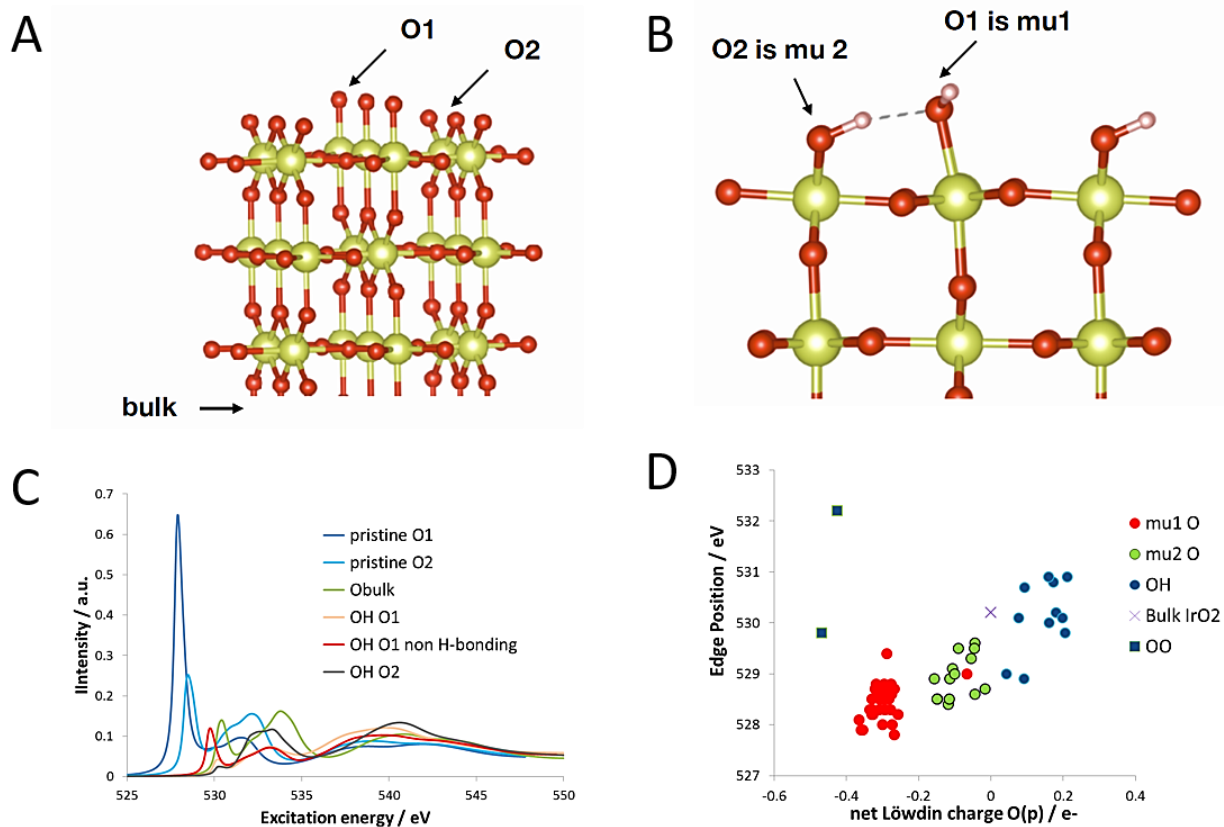 A
O1
O2
bulk
B
O1 is mu1
O2 is mu 2
C
0.7
0.6
0.5
0.4
0.3
0.2
0.1
0
IIntensity / a.u.
pristine O1
pristine O2
Obulk
OH O1
OH O1 non H-bonding
OH O2
525 530 535 540 545 550
Excitation energy / eV
D
533
532
531
530
529
528
527
Edge Position / eV
mu1 O
mu2 O
OH
Bulk IrO2
OO
-0.6 -0.4 -0.2 0 0.2 0.4
net Löwdin charge O(p) / e-